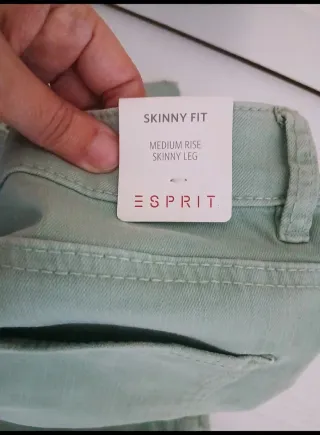 SKINNY FIT
MEDIUM RISE
SKINNY LEG
ESPRIT